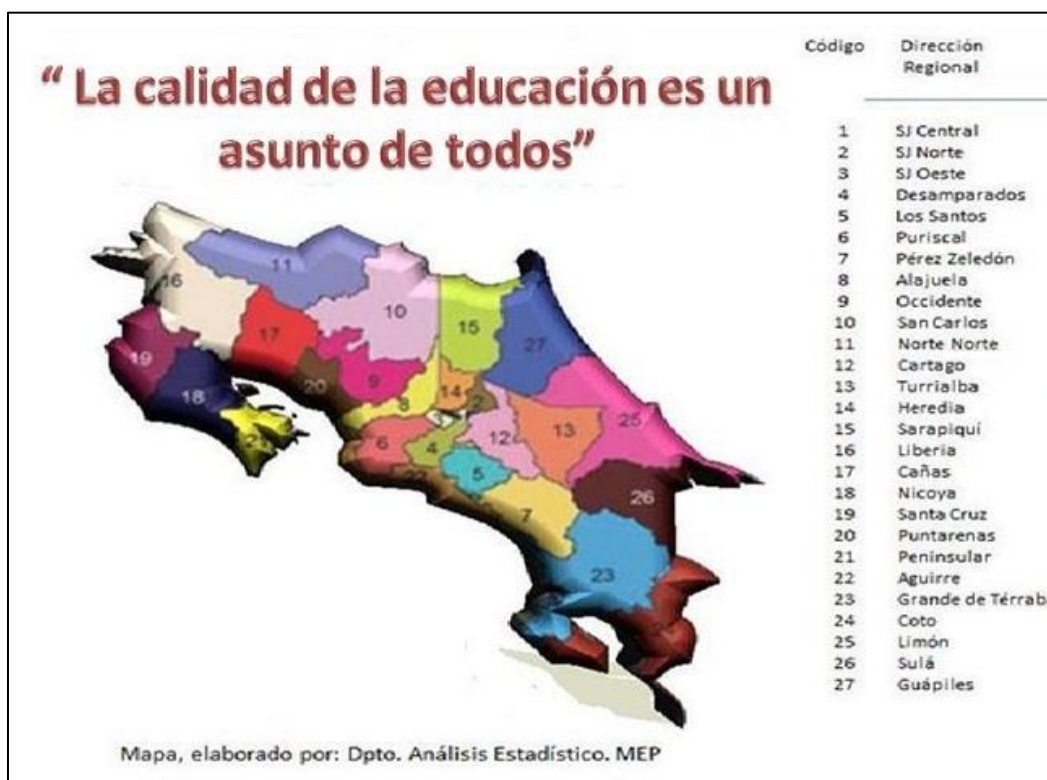 “ La calidad de la educación es un
asunto de todos”
Código Dirección
Regional
1 SJ Central
2 SJ Norte
3 SJ Oeste
4 Desamparados
5 Los Santos
6 Puriscal
7 Pérez Zeledón
8 Alajuela
9 Occidente
10 San Carlos
11 Norte Norte
12 Cartago
13 Turrialba
14 Heredia
15 Sarapiquí
16 Liberia
17 Cañas
18 Nicoya
19 Santa Cruz
20 Puntarenas
21 Peninsular
22 Aguirre
23 Grande de Térrab
24 Coto
25 Limón
26 Sulá
27 Guápiles
11
16
10
15
27
17
19
20
9
18
14
2
8
25
6
4
12
13
5
26
22
7
23
Mapa, elaborado por: Dpto. Análisis Estadístico. MEP